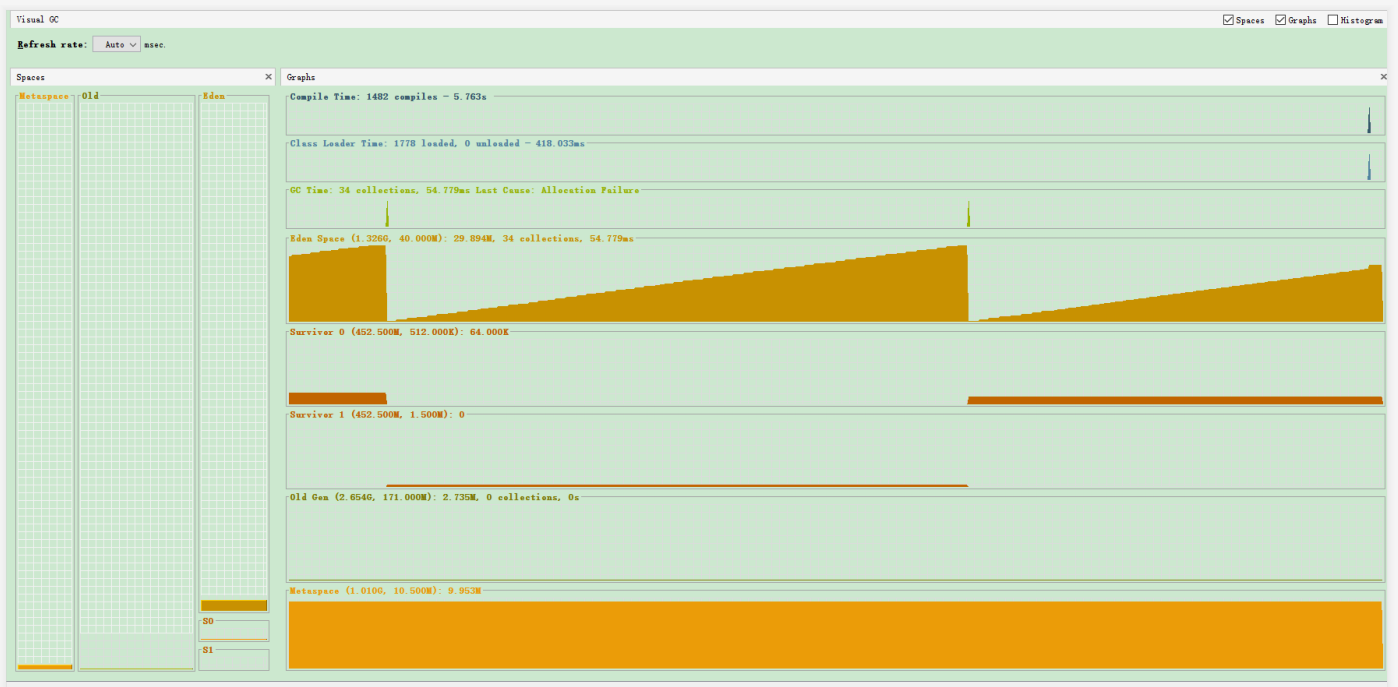 Visual GC
Spaces Graphs Histogram
Refresh rate: Auto msec.
Spaces
Graphs
Metaspace
Old
Eden
S0
S1
Compile Time: 1482 compiles - 5.763s
Class Loader Time: 1778 loaded, 0 unloaded - 418.033ms
GC Time: 34 collections, 54.779ms Last Cause: Allocation Failure
Eden Space (1.326G, 40.000M): 29.894M, 34 collections, 54.779ms
Survivor 0 (452.500M, 512.000K): 64.000K
Survivor 1 (452.500M, 1.500M): 0
Old Gen (2.654G, 171.000M): 2.735M, 0 collections, 0s
Metaspace (1.010G, 10.500M): 9.953M